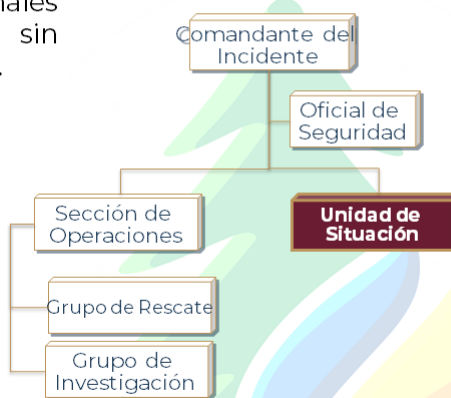 sin
Comandante del
Incidente
Oficial de
Seguridad
Sección de
Operaciones
Unidad de
Situación
Grupo de Rescate
Grupo de
Investigación